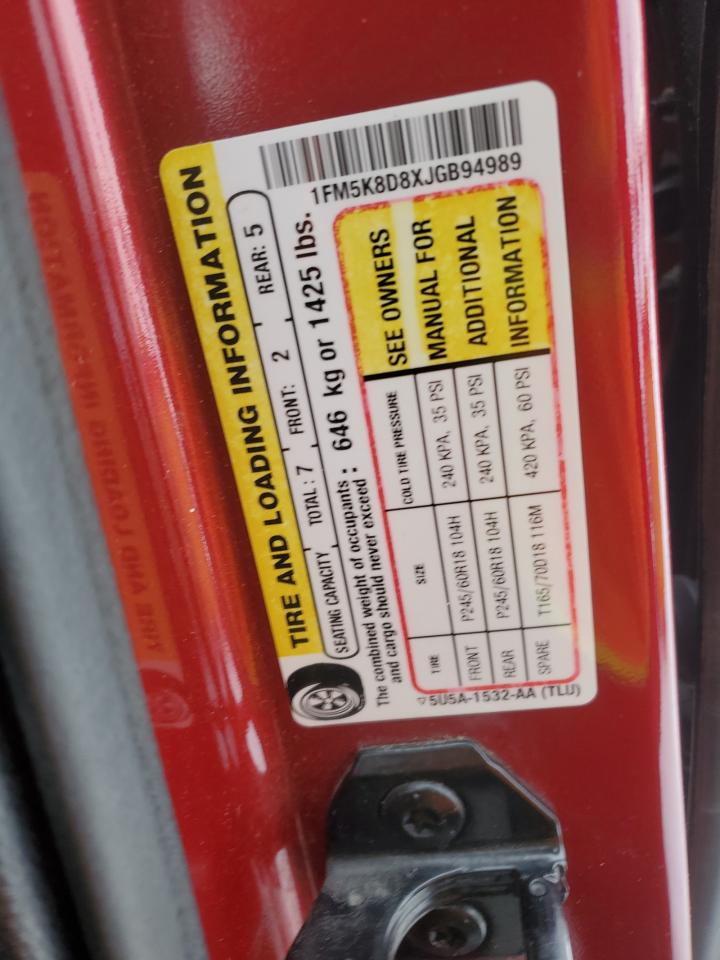 TIRE AND LOADING INFORMATION
SEATING CAPACITY TOTAL: 7 FRONT: 2 REAR: 5
The combined weight of occupants and cargo should never exceed: 646 kg or 1425 lbs.
1FM5K8D8XJGB94989
TIRE SIZE COLD TIRE PRESSURE
FRONT P245/60R18 104H 240 KPA, 35 PSI
REAR P245/60R18 104H 240 KPA, 35 PSI
SPARE T165/70D18 116M 420 KPA, 60 PSI
SEE OWNERS
MANUAL FOR
ADDITIONAL
INFORMATION
5U5A-1532-AA (TLU)